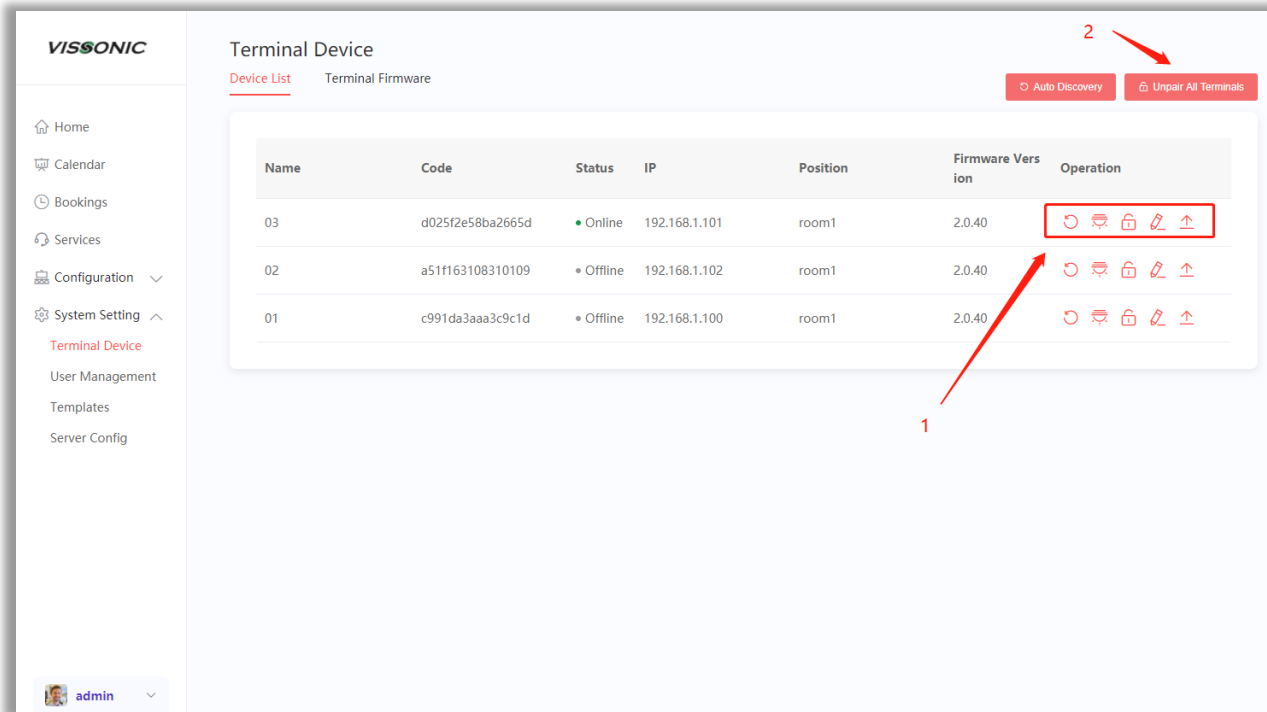 VISSONIC
Home
Calendar
Bookings
Services
Configuration
System Setting
Terminal Device
User Management
Templates
Server Config
admin
Terminal Device
Device List Terminal Firmware
2
Auto Discovery Unpair All Terminals
Name Code Status IP Position Firmware Vers
ion Operation
03 d025f2e58ba2665d Online 192.168.1.101 room1 2.0.40
02 a51f163108310109 Offline 192.168.1.102 room1 2.0.40
01 c991da3aaa3c9c1d Offline 192.168.1.100 room1 2.0.40
1